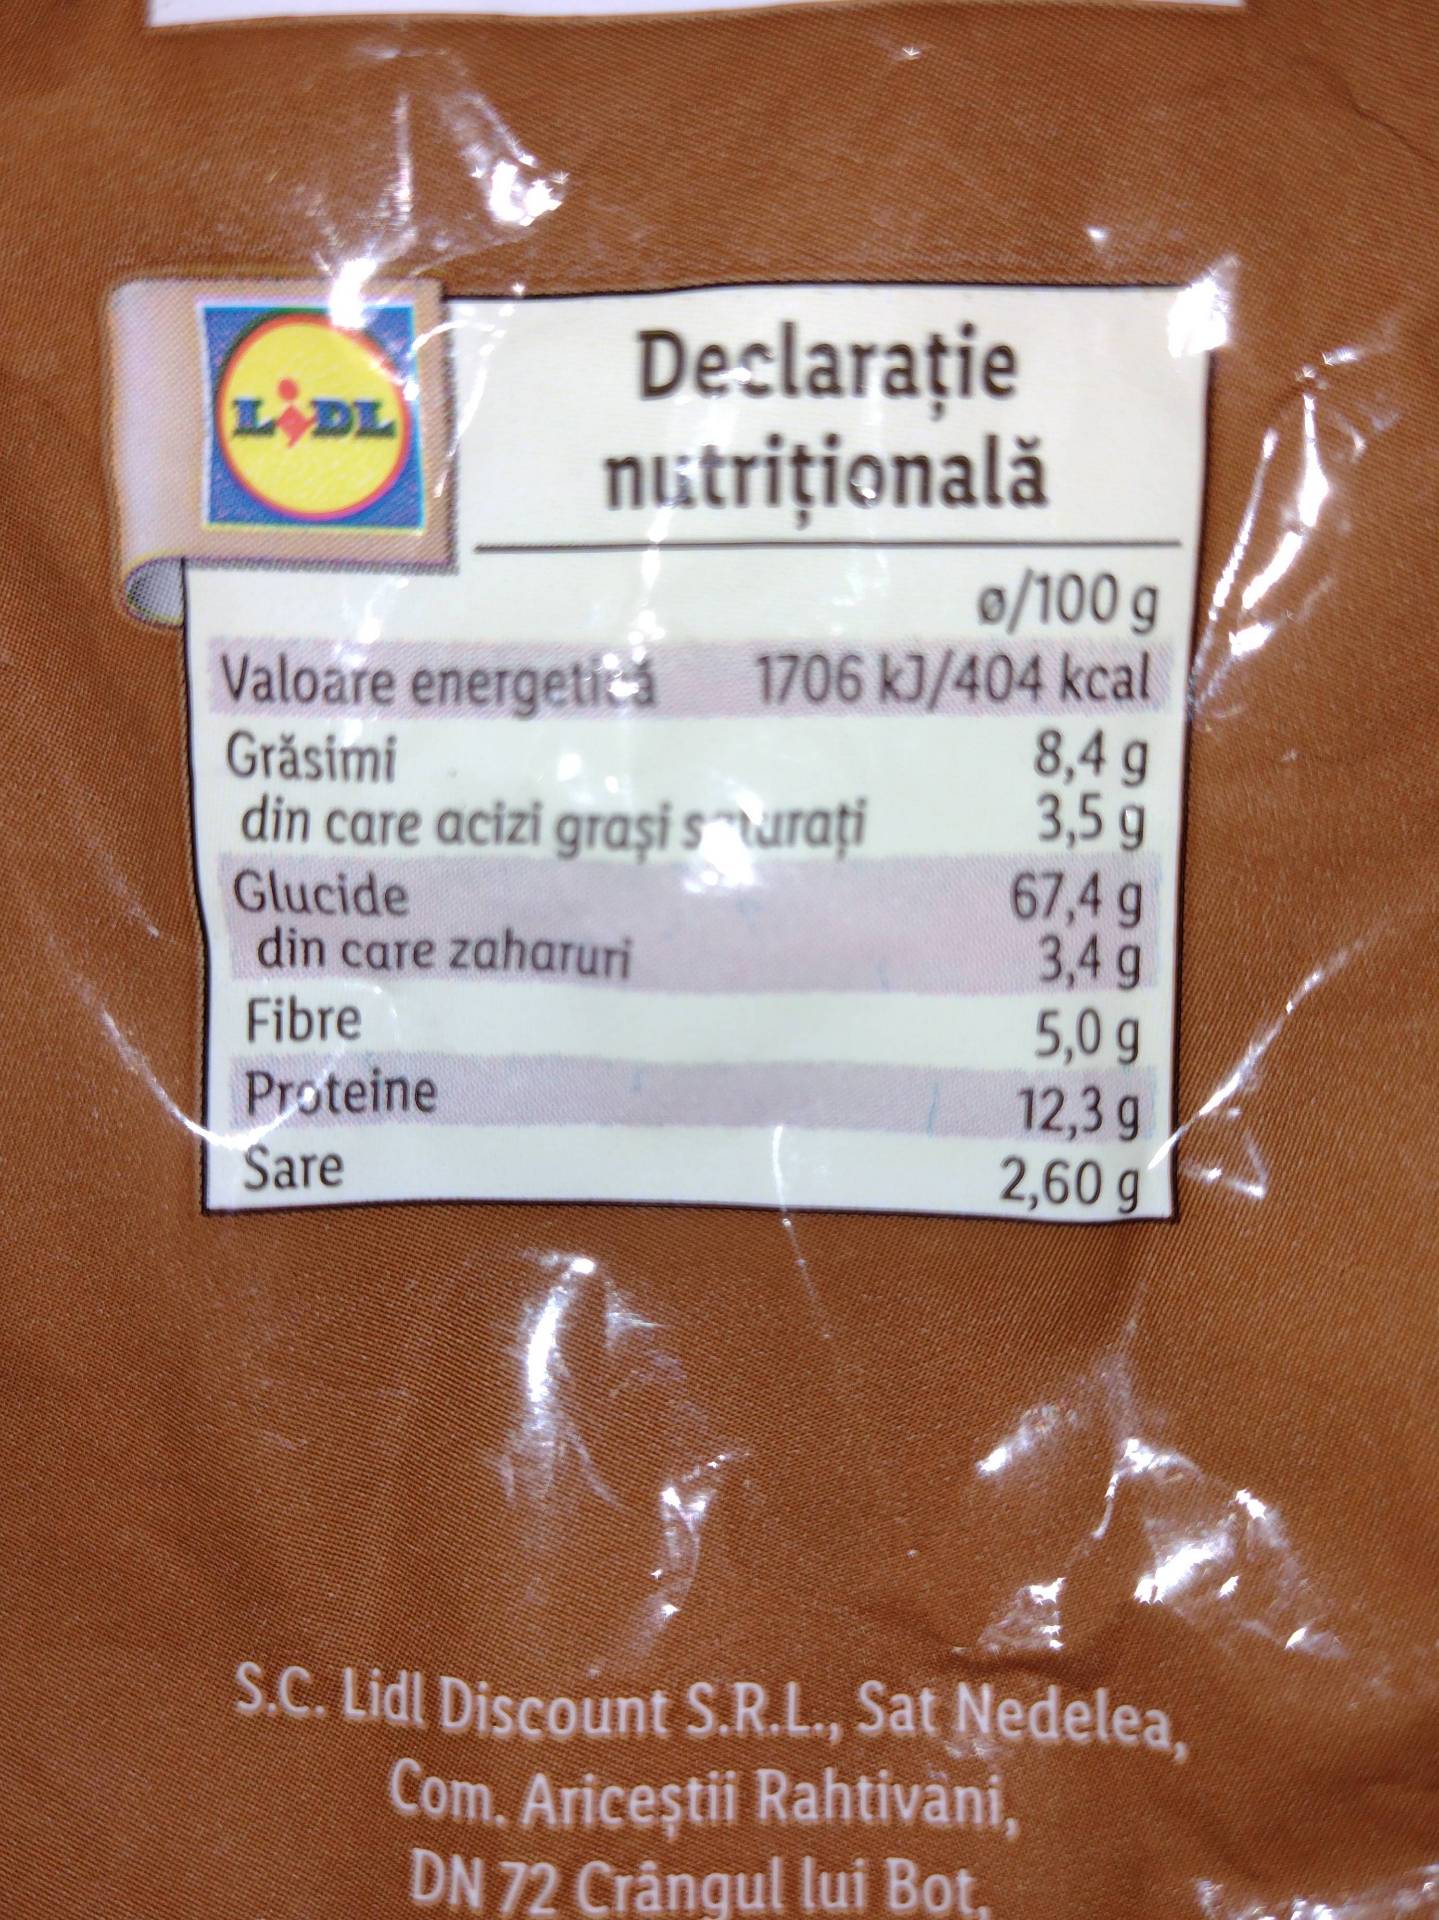 LIDL
Declarație
nutrițională
ø/100 g
Valoare energetică 1706 kJ/404 kcal
Grăsimi 8,4 g
din care acizi grași saturați 3,5 g
Glucide 67,4 g
din care zaharuri 3,4 g
Fibre 5,0 g
Proteine 12,3 g
Sare 2,60 g
S.C. Lidl Discount S.R.L., Sat Nedelea,
Com. Ariceștii Rahtivani,
DN 72 Crângul lui Bot,